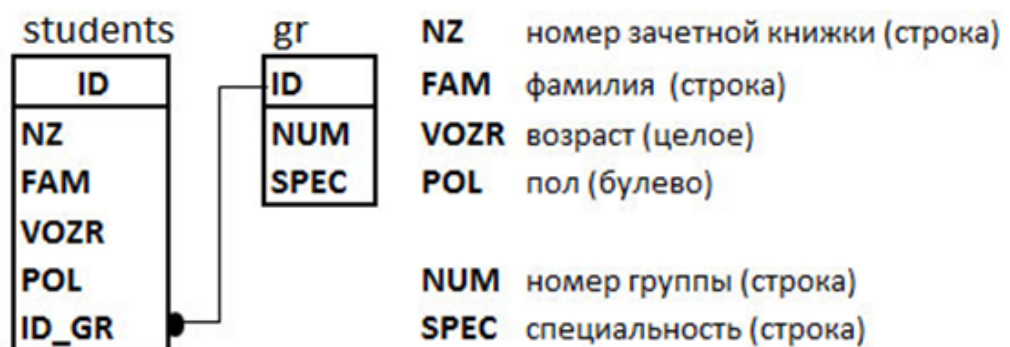 students
ID
NZ
FAM
VOZR
POL
ID_GR
gr
ID
NUM
SPEC
NZ номер зачетной книжки (строка)
FAM фамилия (строка)
VOZR возраст (целое)
POL пол (булево)
NUM номер группы (строка)
SPEC специальность (строка)